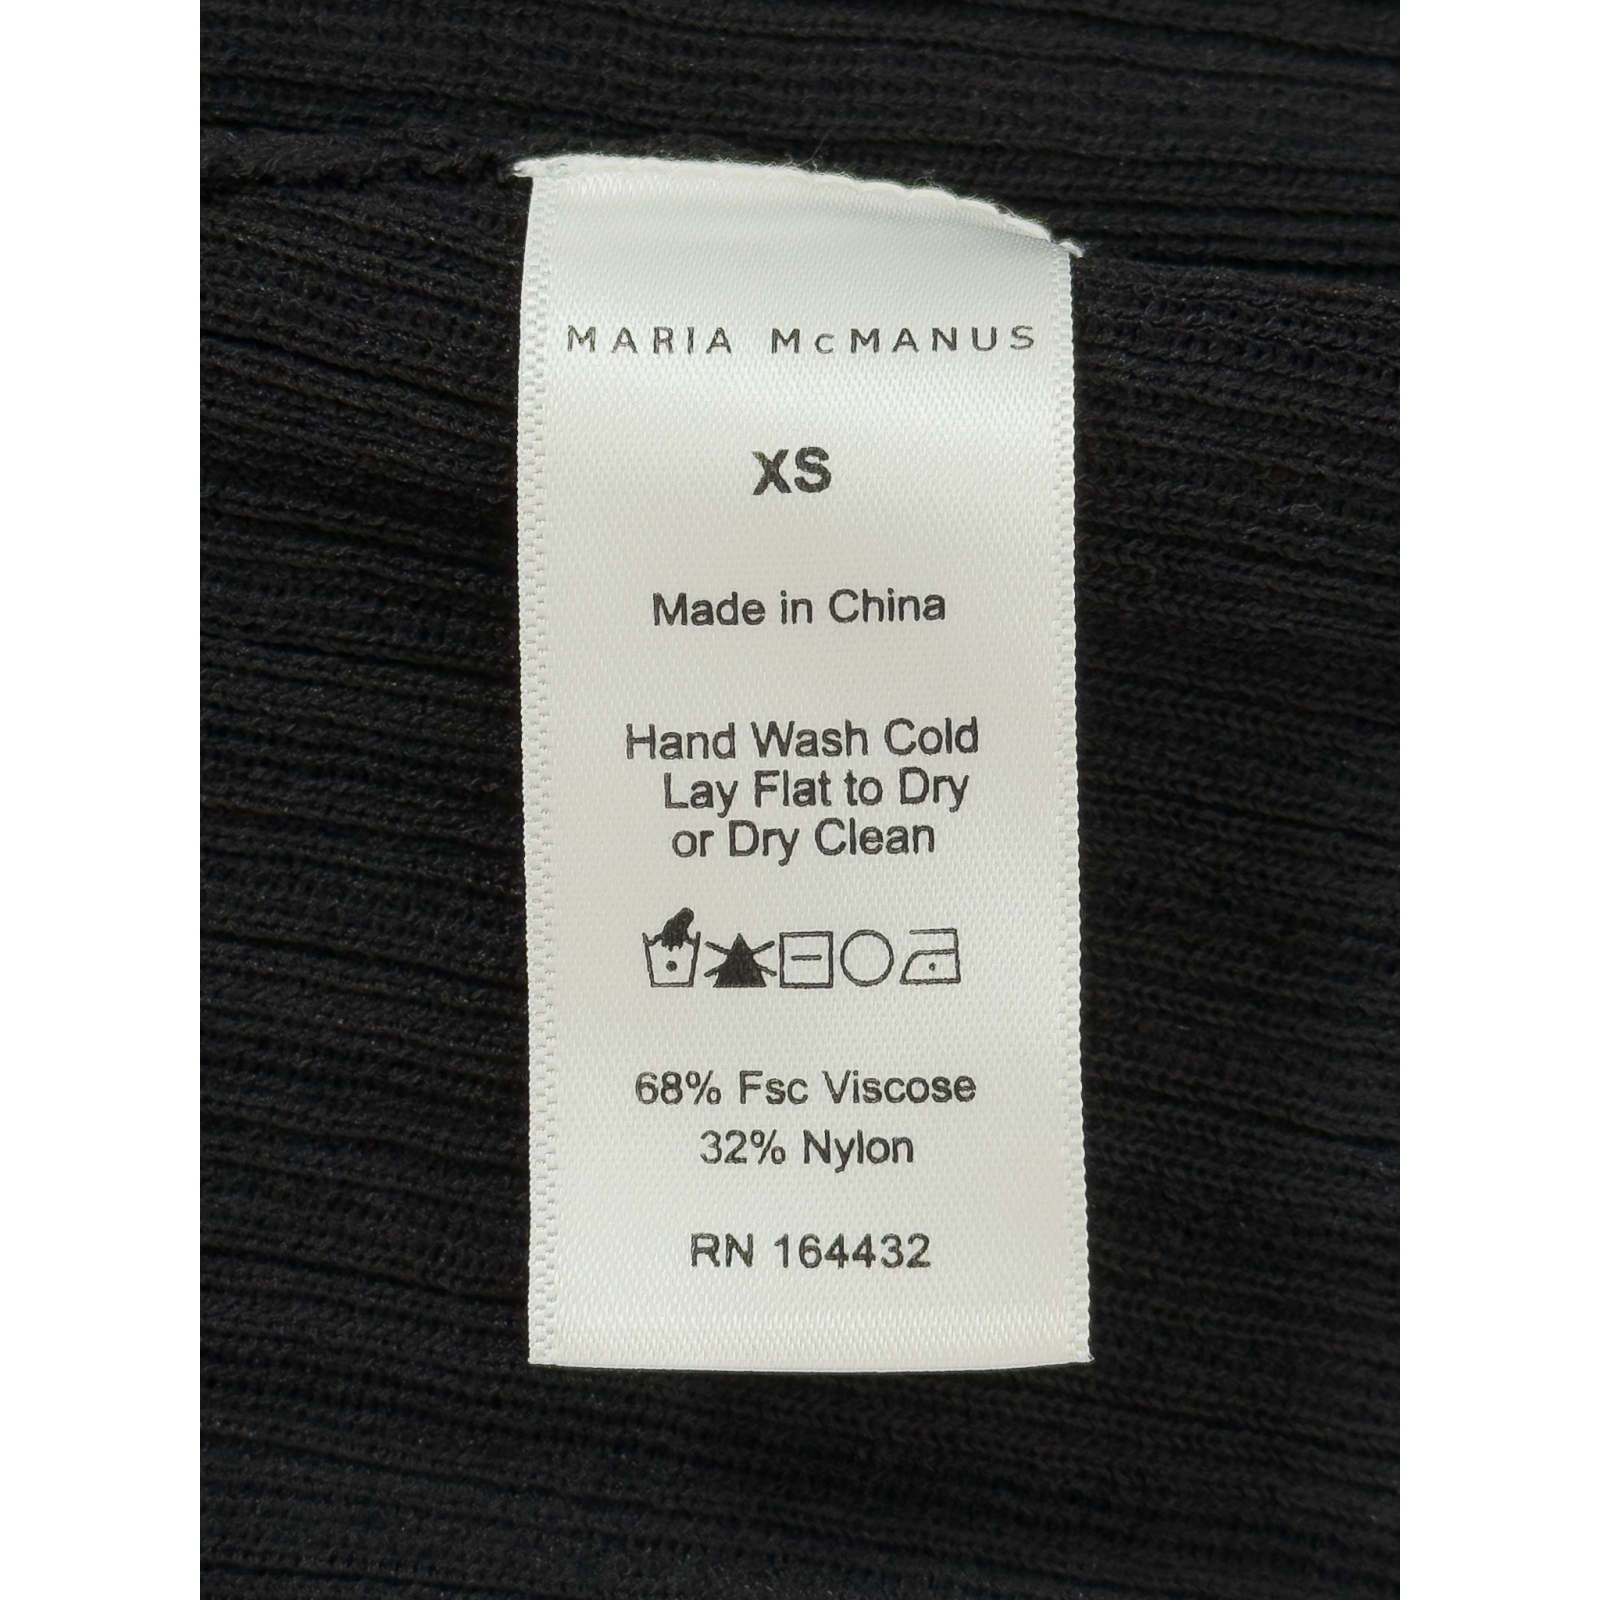 MARIA McMANUS
XS
Made in China
Hand Wash Cold
Lay Flat to Dry
or Dry Clean
68% Fsc Viscose
32% Nylon
RN 164432